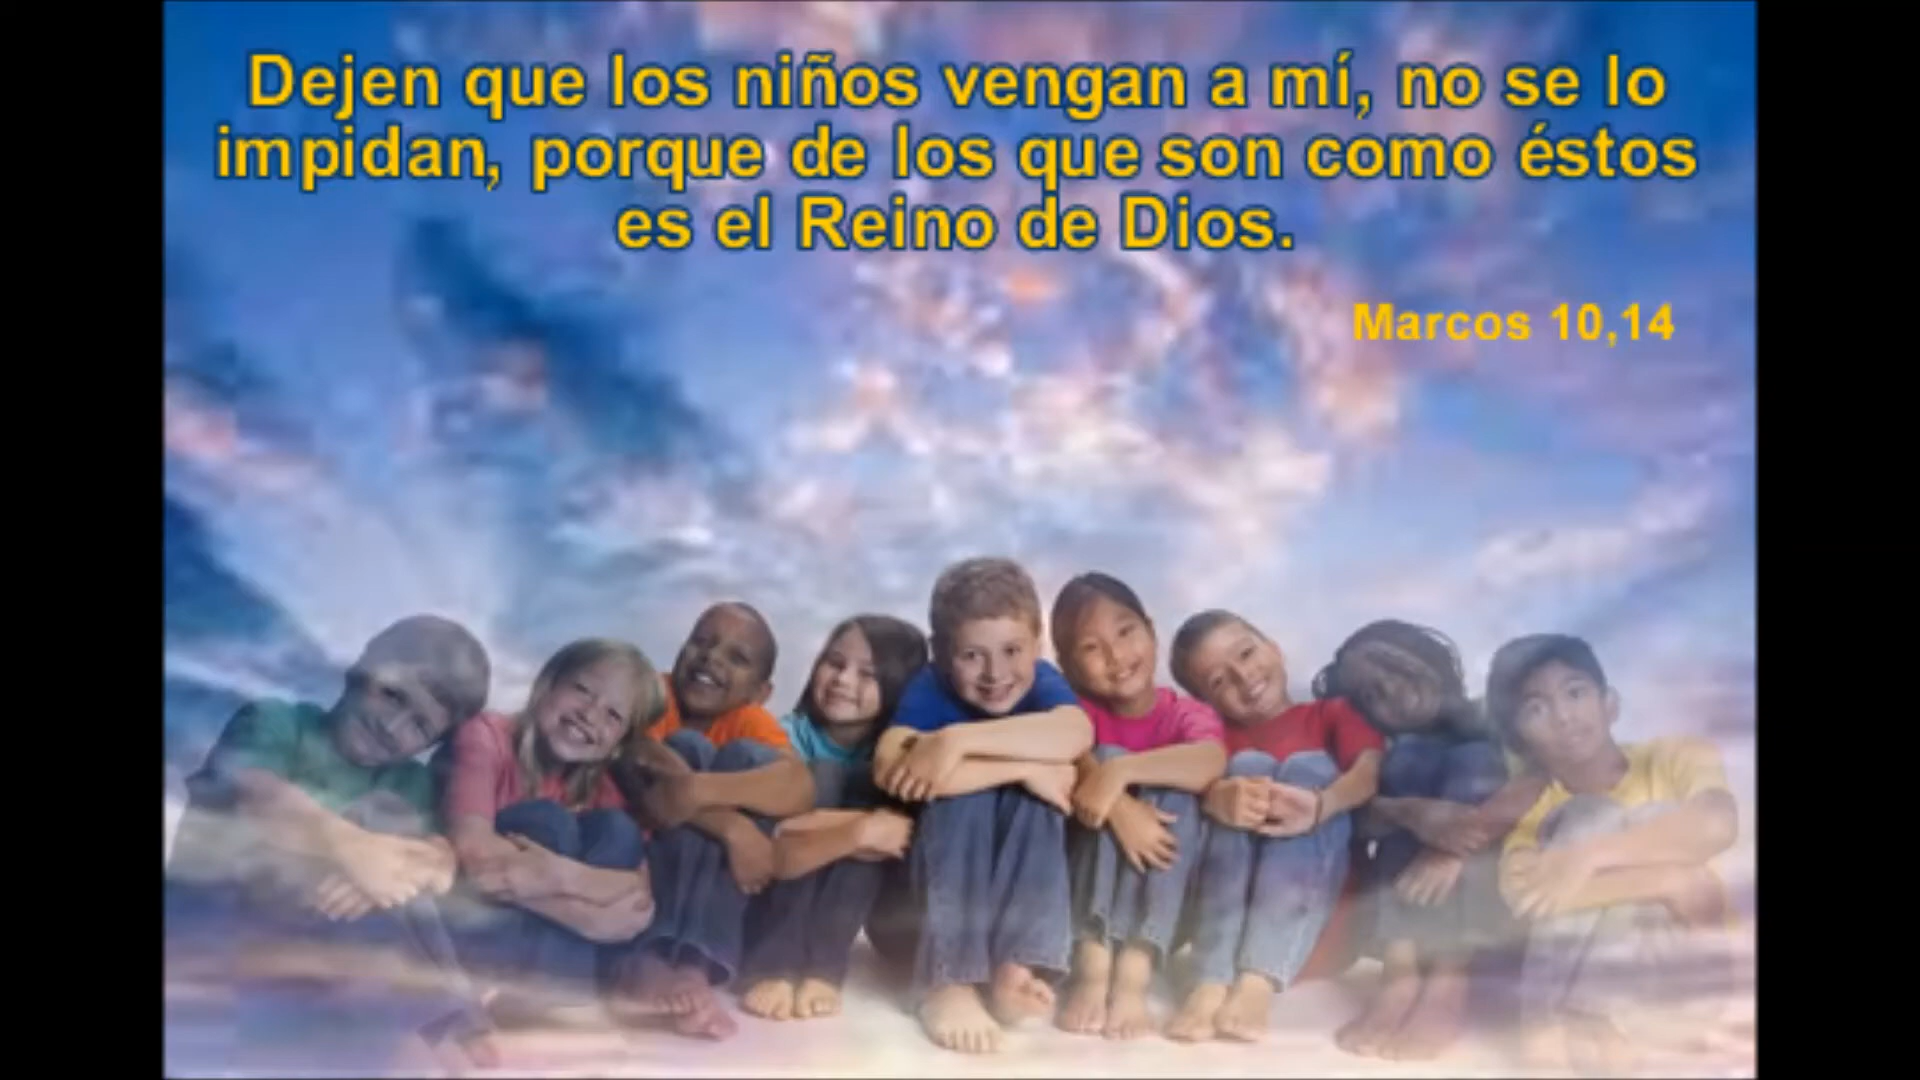 Dejen que los niños vengan a mí, no se lo
impidan, porque de los que son como éstos
es el Reino de Dios.
Marcos 10,14